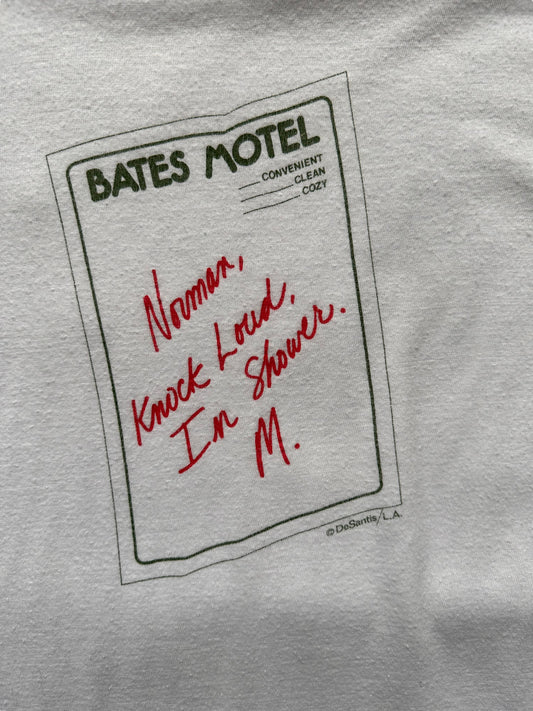 BATES MOTEL
CONVENIENT
CLEAN
COZY
Norman,
Knock Loud,
In Shower.
M.
©DeSantis/L.A.